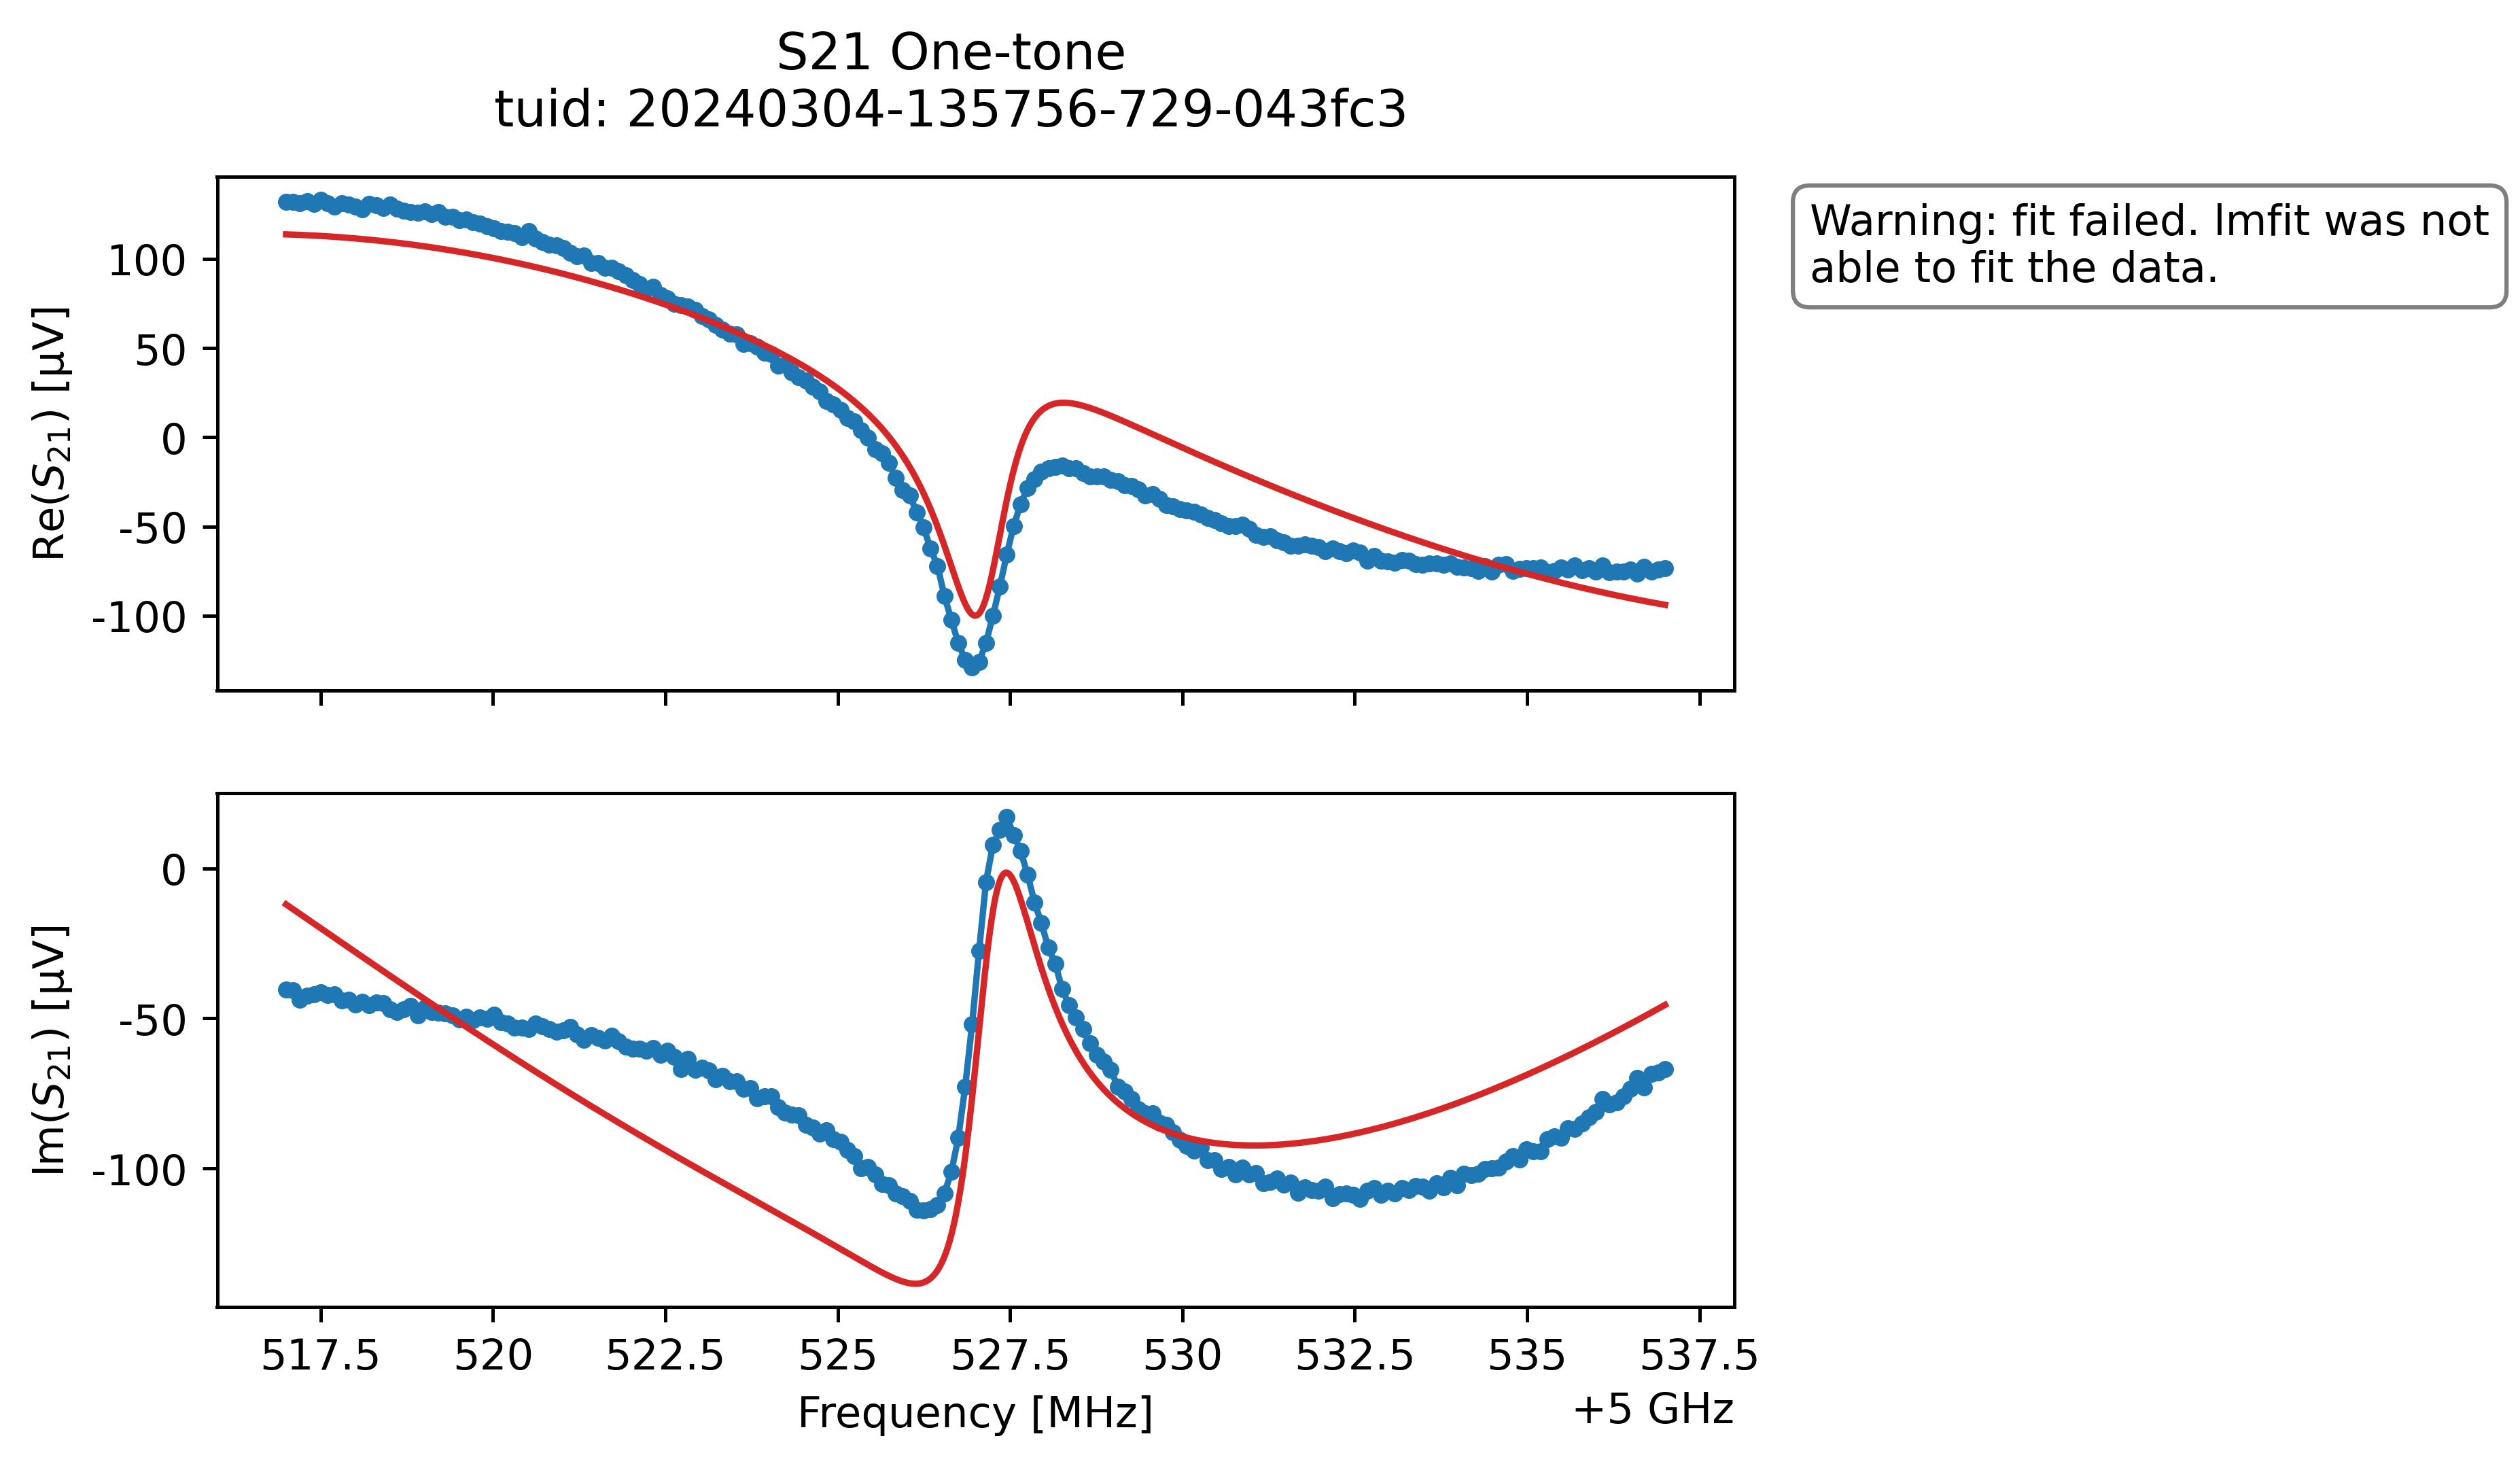 S21 One-tone
tuid: 20240304-135756-729-043fc3
Warning: fit failed. lmfit was not
able to fit the data.
Re(S21) [µV]
100
50
0
-50
-100
Im(S21) [µV]
0
-50
-100
517.5 520 522.5 525 527.5 530 532.5 535 537.5
Frequency [MHz]
+5 GHz